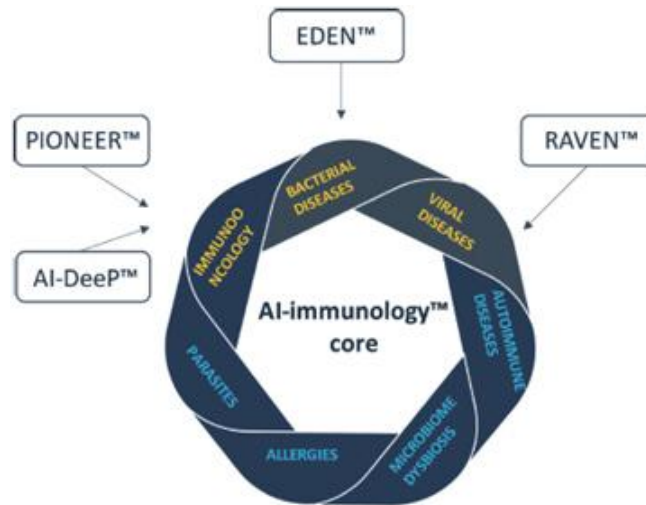 EDEN™
PIONEER™
RAVEN™
AI-DeeP™
BACTERIAL
DISEASES
VIRAL
DISEASES
IMMUNOO
NCOLOGY
AI-immunology™
core
AUTOIMMUNE
DISEASES
PARASITES
MICROBIOME
DYSBIOSIS
ALLERGIES